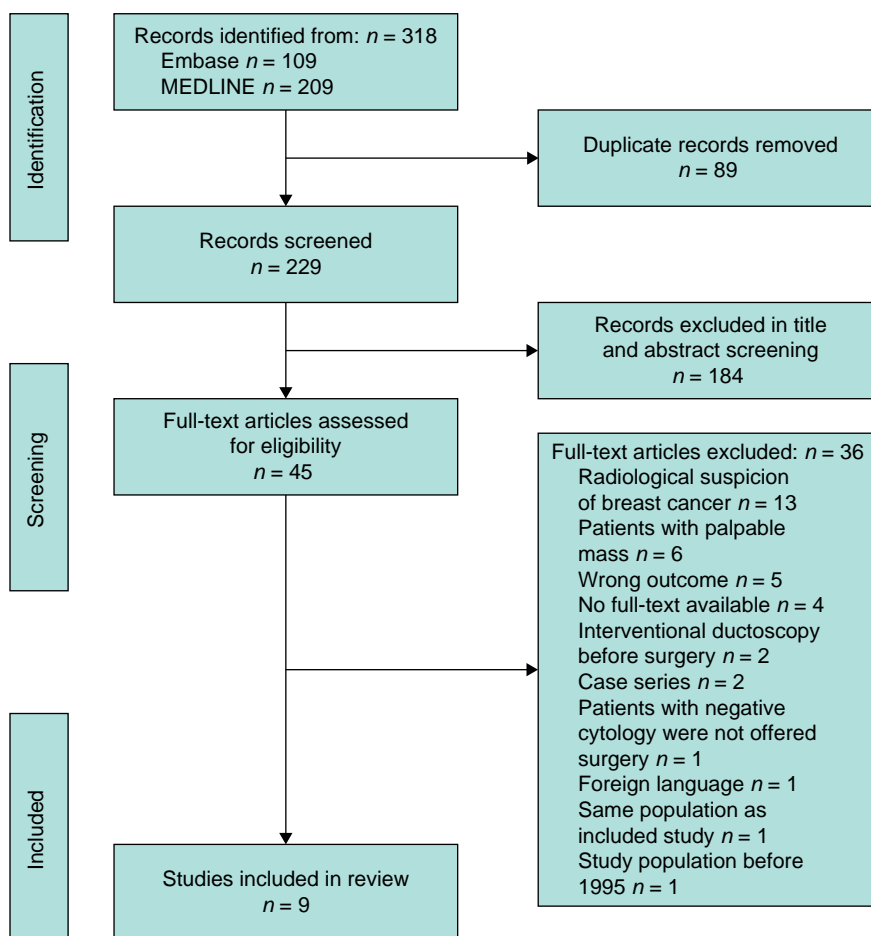 Identification
Records identified from: n = 318
Embase n = 109
MEDLINE n = 209
Duplicate records removed
n = 89
Records screened
n = 229
Records excluded in title
and abstract screening
n = 184
Screening
Full-text articles assessed
for eligibility
n = 45
Full-text articles excluded: n = 36
Radiological suspicion
of breast cancer n = 13
Patients with palpable
mass n = 6
Wrong outcome n = 5
No full-text available n = 4
Interventional ductoscopy
before surgery n = 2
Case series n = 2
Patients with negative
cytology were not offered
surgery n = 1
Foreign language n = 1
Same population as
included study n = 1
Study population before
1995 n = 1
Included
Studies included in review
n = 9